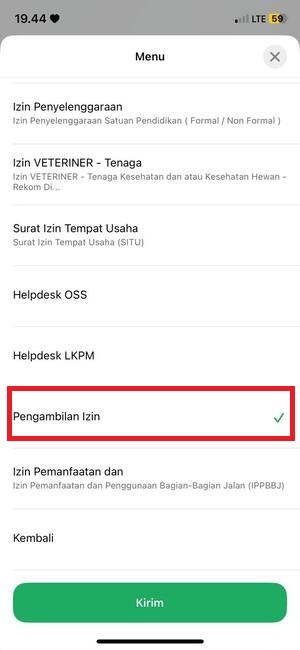 19.44
LTE 59
Menu
Izin Penyelenggaraan
Izin Penyelenggaraan Satuan Pendidikan ( Formal / Non Formal )
Izin VETERINER - Tenaga
Izin VETERINER - Tenaga Kesehatan dan atau Kesehatan Hewan -
Rekom Di...
Surat Izin Tempat Usaha
Surat Izin Tempat Usaha (SITU)
Helpdesk OSS
Helpdesk LKPM
Pengambilan Izin
Izin Pemanfaatan dan
Izin Pemanfaatan dan Penggunaan Bagian-Bagian Jalan (IPPBBJ)
Kembali
Kirim